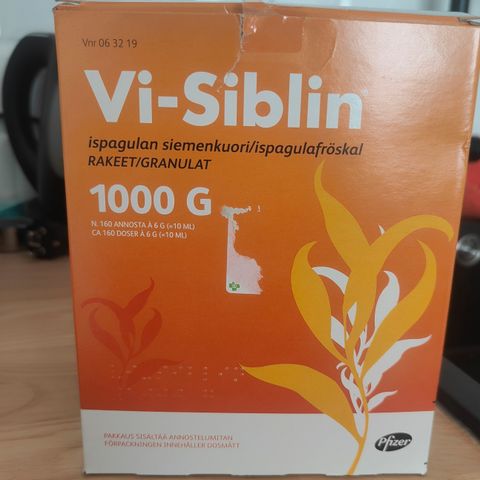 Vnr 06 32 19
Vi-Siblin
ispagulan siemenkuori/ispagulafröskal
RAKEET/GRANULAT
1000 G
N. 160 ANNOSTA À 6 G (=10 ML)
CA 160 DOSER À 6 G (=10 ML)
PAKKAUS SISÄLTÄÄ ANNOSTELUMITAN
FÖRPACKNINGEN INNEHÅLLER DOSMÅTT
Pfizer